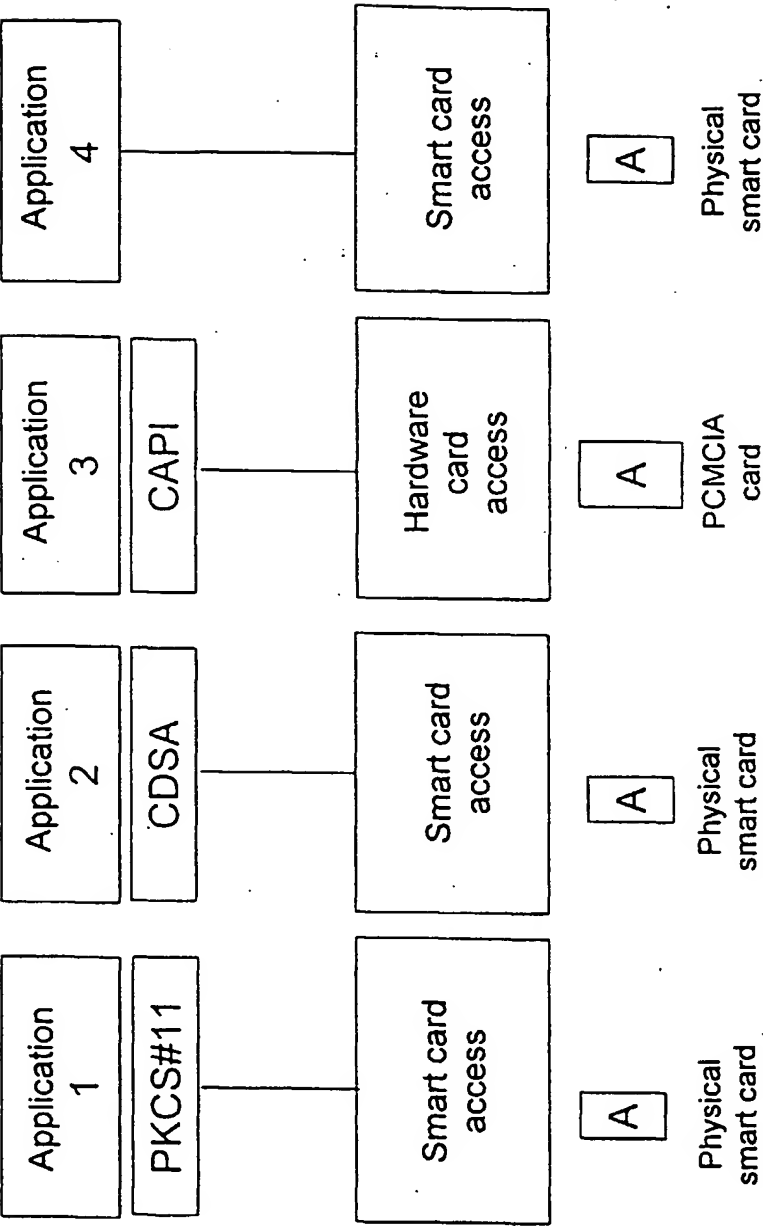 Application
1
PKCS#11
Smart card
access
A
Physical
smart card
Application
2
CDSA
Smart card
access
A
Physical
smart card
Application
3
CAPI
Hardware
card
access
A
PCMCIA
card
Application
4
Smart card
access
A
Physical
smart card